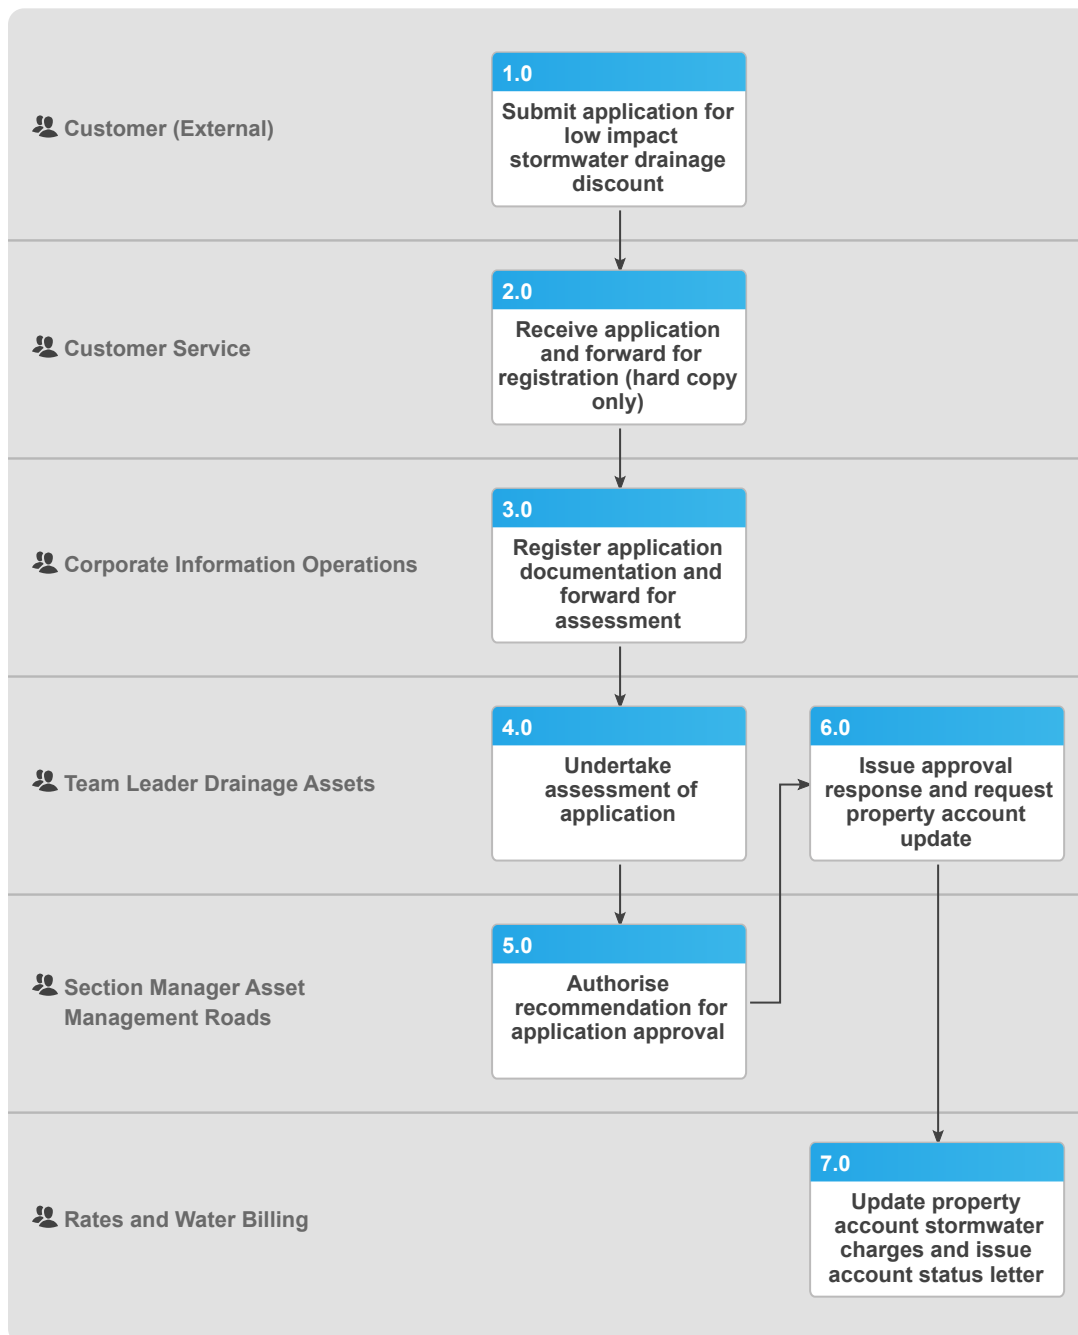 1.0
Customer (External)
Submit application for
low impact
stormwater drainage
discount
2.0
Customer Service
Receive application
and forward for
registration (hard copy
only)
3.0
Corporate Information Operations
Register application
documentation and
forward for
assessment
4.0
Team Leader Drainage Assets
Undertake
assessment of
application
6.0
Issue approval
response and request
property account
update
5.0
Section Manager Asset
Management Roads
Authorise
recommendation for
application approval
7.0
Rates and Water Billing
Update property
account stormwater
charges and issue
account status letter